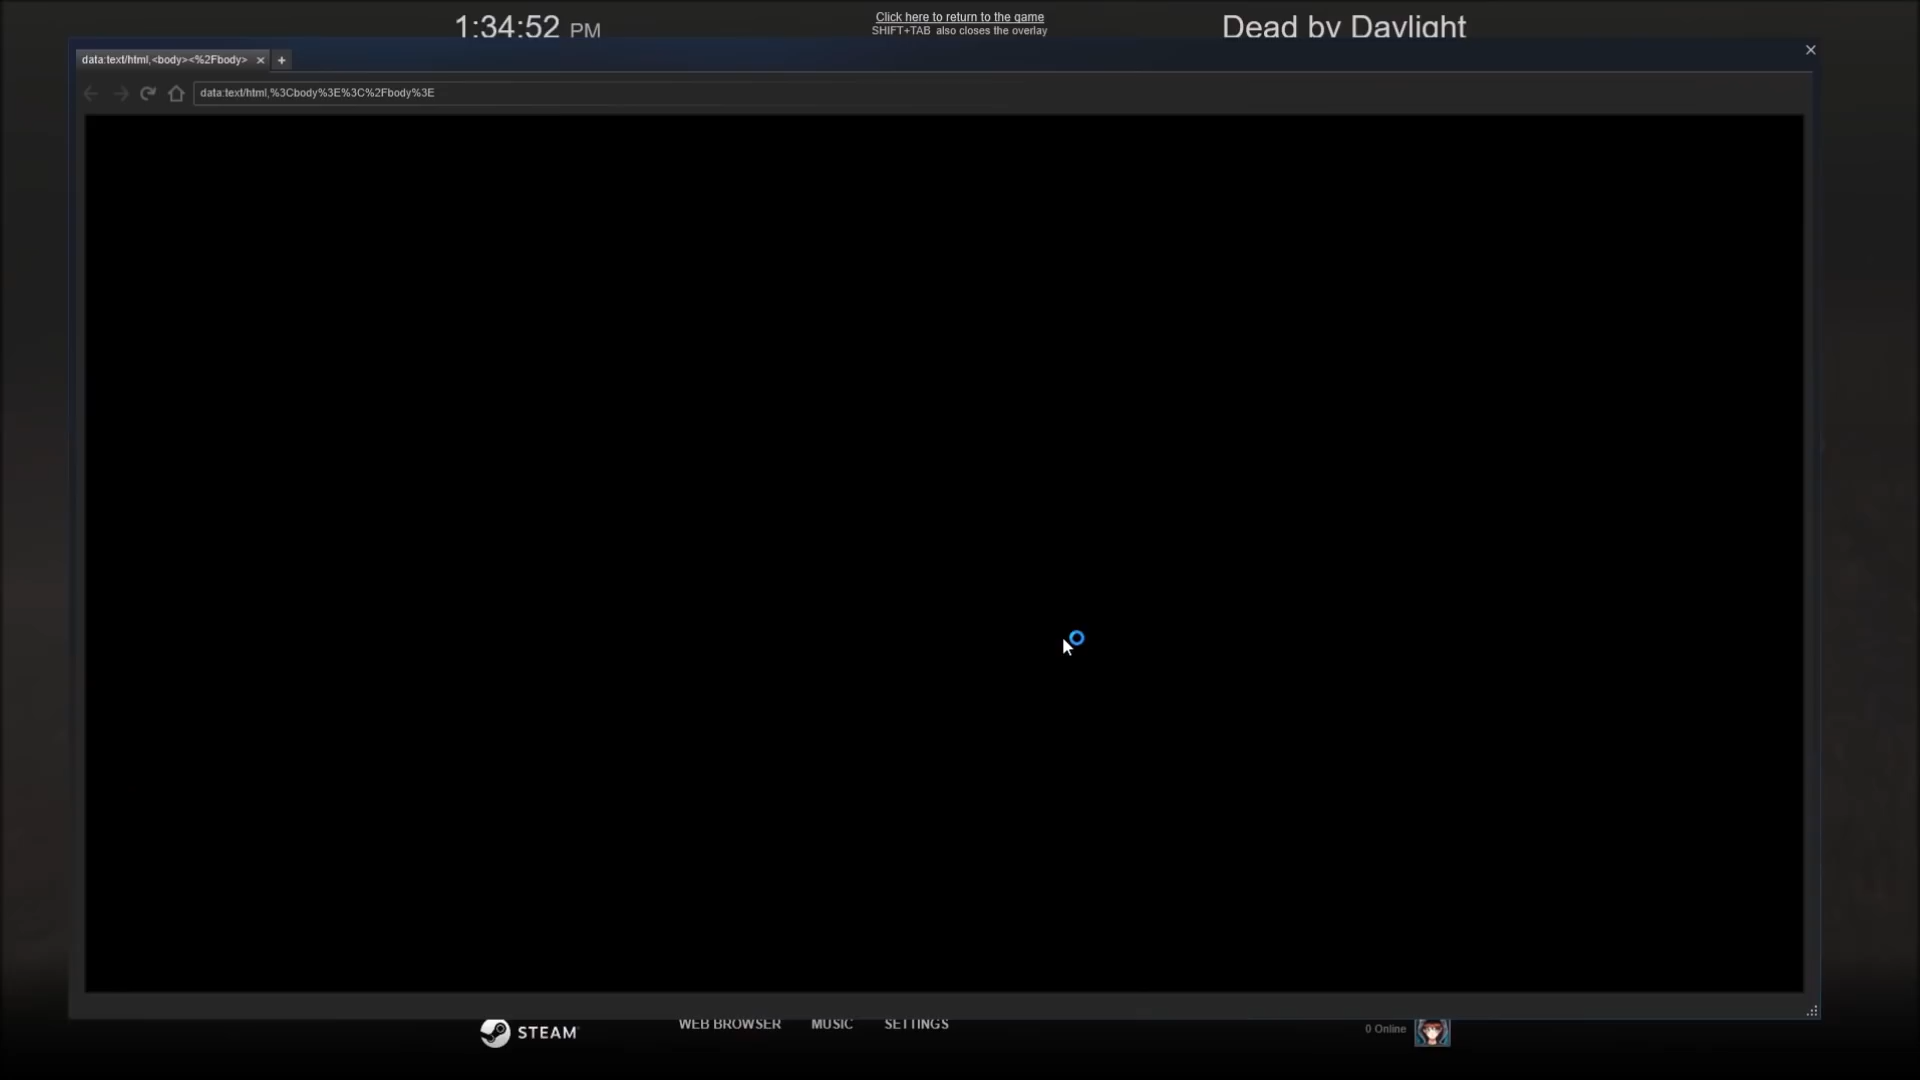 1:34:52 PM
Click here to return to the game
SHIFT+TAB also closes the overlay
Dead by Daylight
data:text/html,<body><%2Fbody>
data:text/html,%3Cbody%3E%3C%2Fbody%3E
STEAM
WEB BROWSER
MUSIC
SETTINGS
0 Online